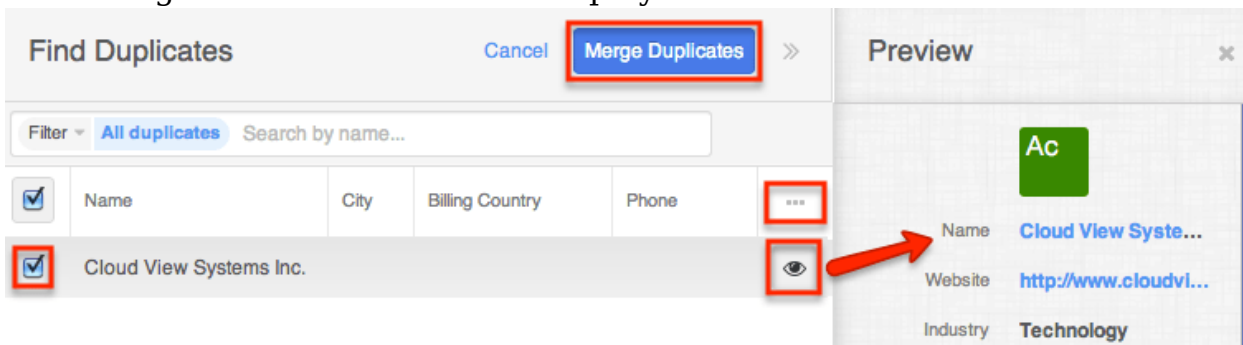 Find Duplicates Cancel Merge Duplicates » Preview ×
Filter All duplicates Search by name...
Ac
Name City Billing Country Phone
Name Cloud View Syste...
Cloud View Systems Inc.
Website http://www.cloudvi...
Industry Technology